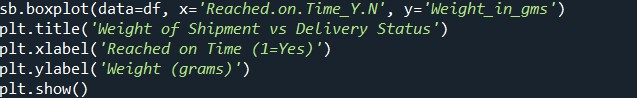 sb.boxplot(data=df, x='Reached.on.Time_Y.N', y='Weight_in_gms')
plt.title('Weight of Shipment vs Delivery Status')
plt.xlabel('Reached on Time (1=Yes)')
plt.ylabel('Weight (grams)')
plt.show()